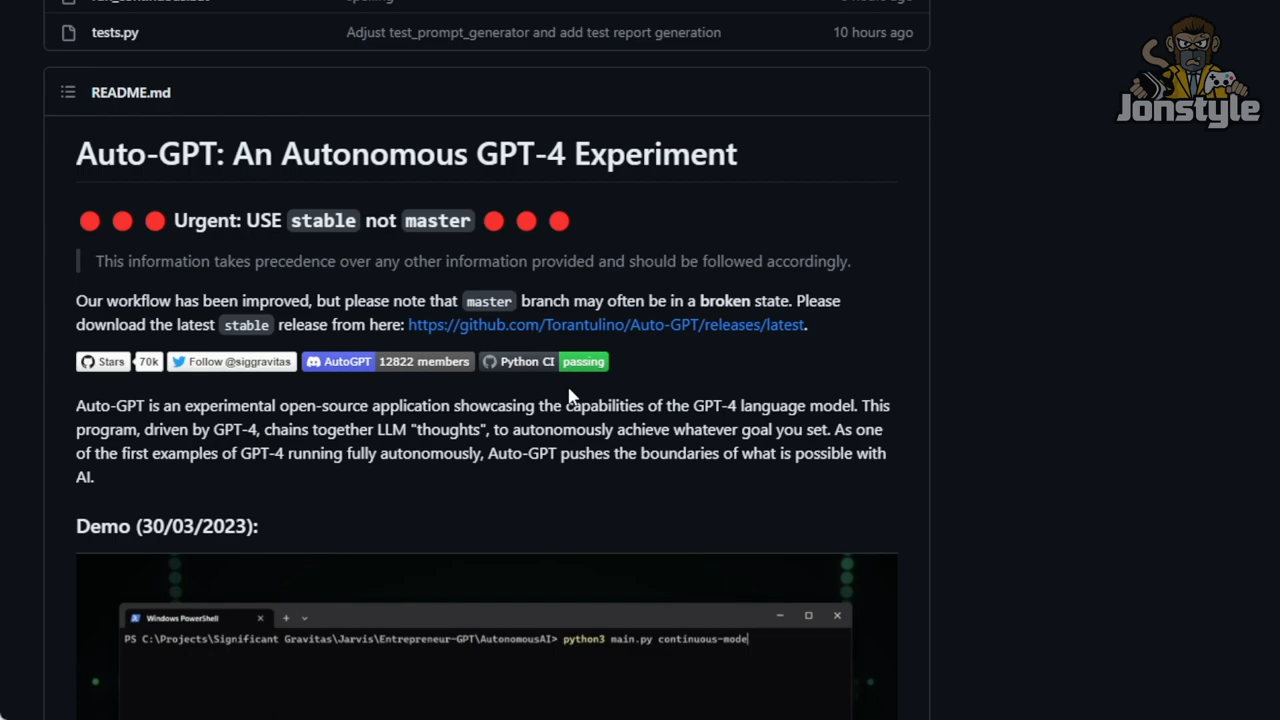 tests.py Adjust test_prompt_generator and add test report generation 10 hours ago
Jonstyle
README.md
Auto-GPT: An Autonomous GPT-4 Experiment
Urgent: USE stable not master
This information takes precedence over any other information provided and should be followed accordingly.
Our workflow has been improved, but please note that master branch may often be in a broken state. Please
download the latest stable release from here: https://github.com/Torantulino/Auto-GPT/releases/latest.
Stars 70k Follow @siggravitas AutoGPT 12822 members Python CI passing
Auto-GPT is an experimental open-source application showcasing the capabilities of the GPT-4 language model. This
program, driven by GPT-4, chains together LLM "thoughts", to autonomously achieve whatever goal you set. As one
of the first examples of GPT-4 running fully autonomously, Auto-GPT pushes the boundaries of what is possible with
AI.
Demo (30/03/2023):
Windows PowerShell
PS C:\Projects\Significant Gravitas\Jarvis\Entrepreneur-GPT\AutonomousAI> python3 main.py continuous-mode